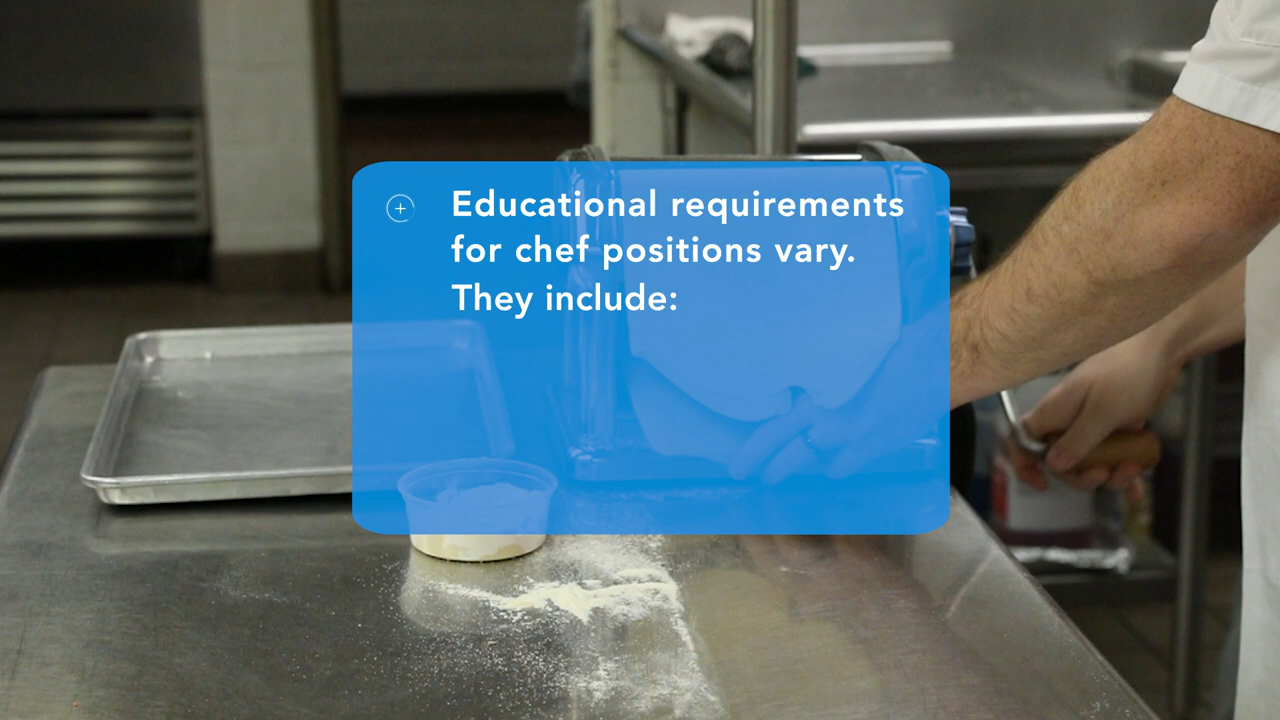 Educational requirements
for chef positions vary.
They include: